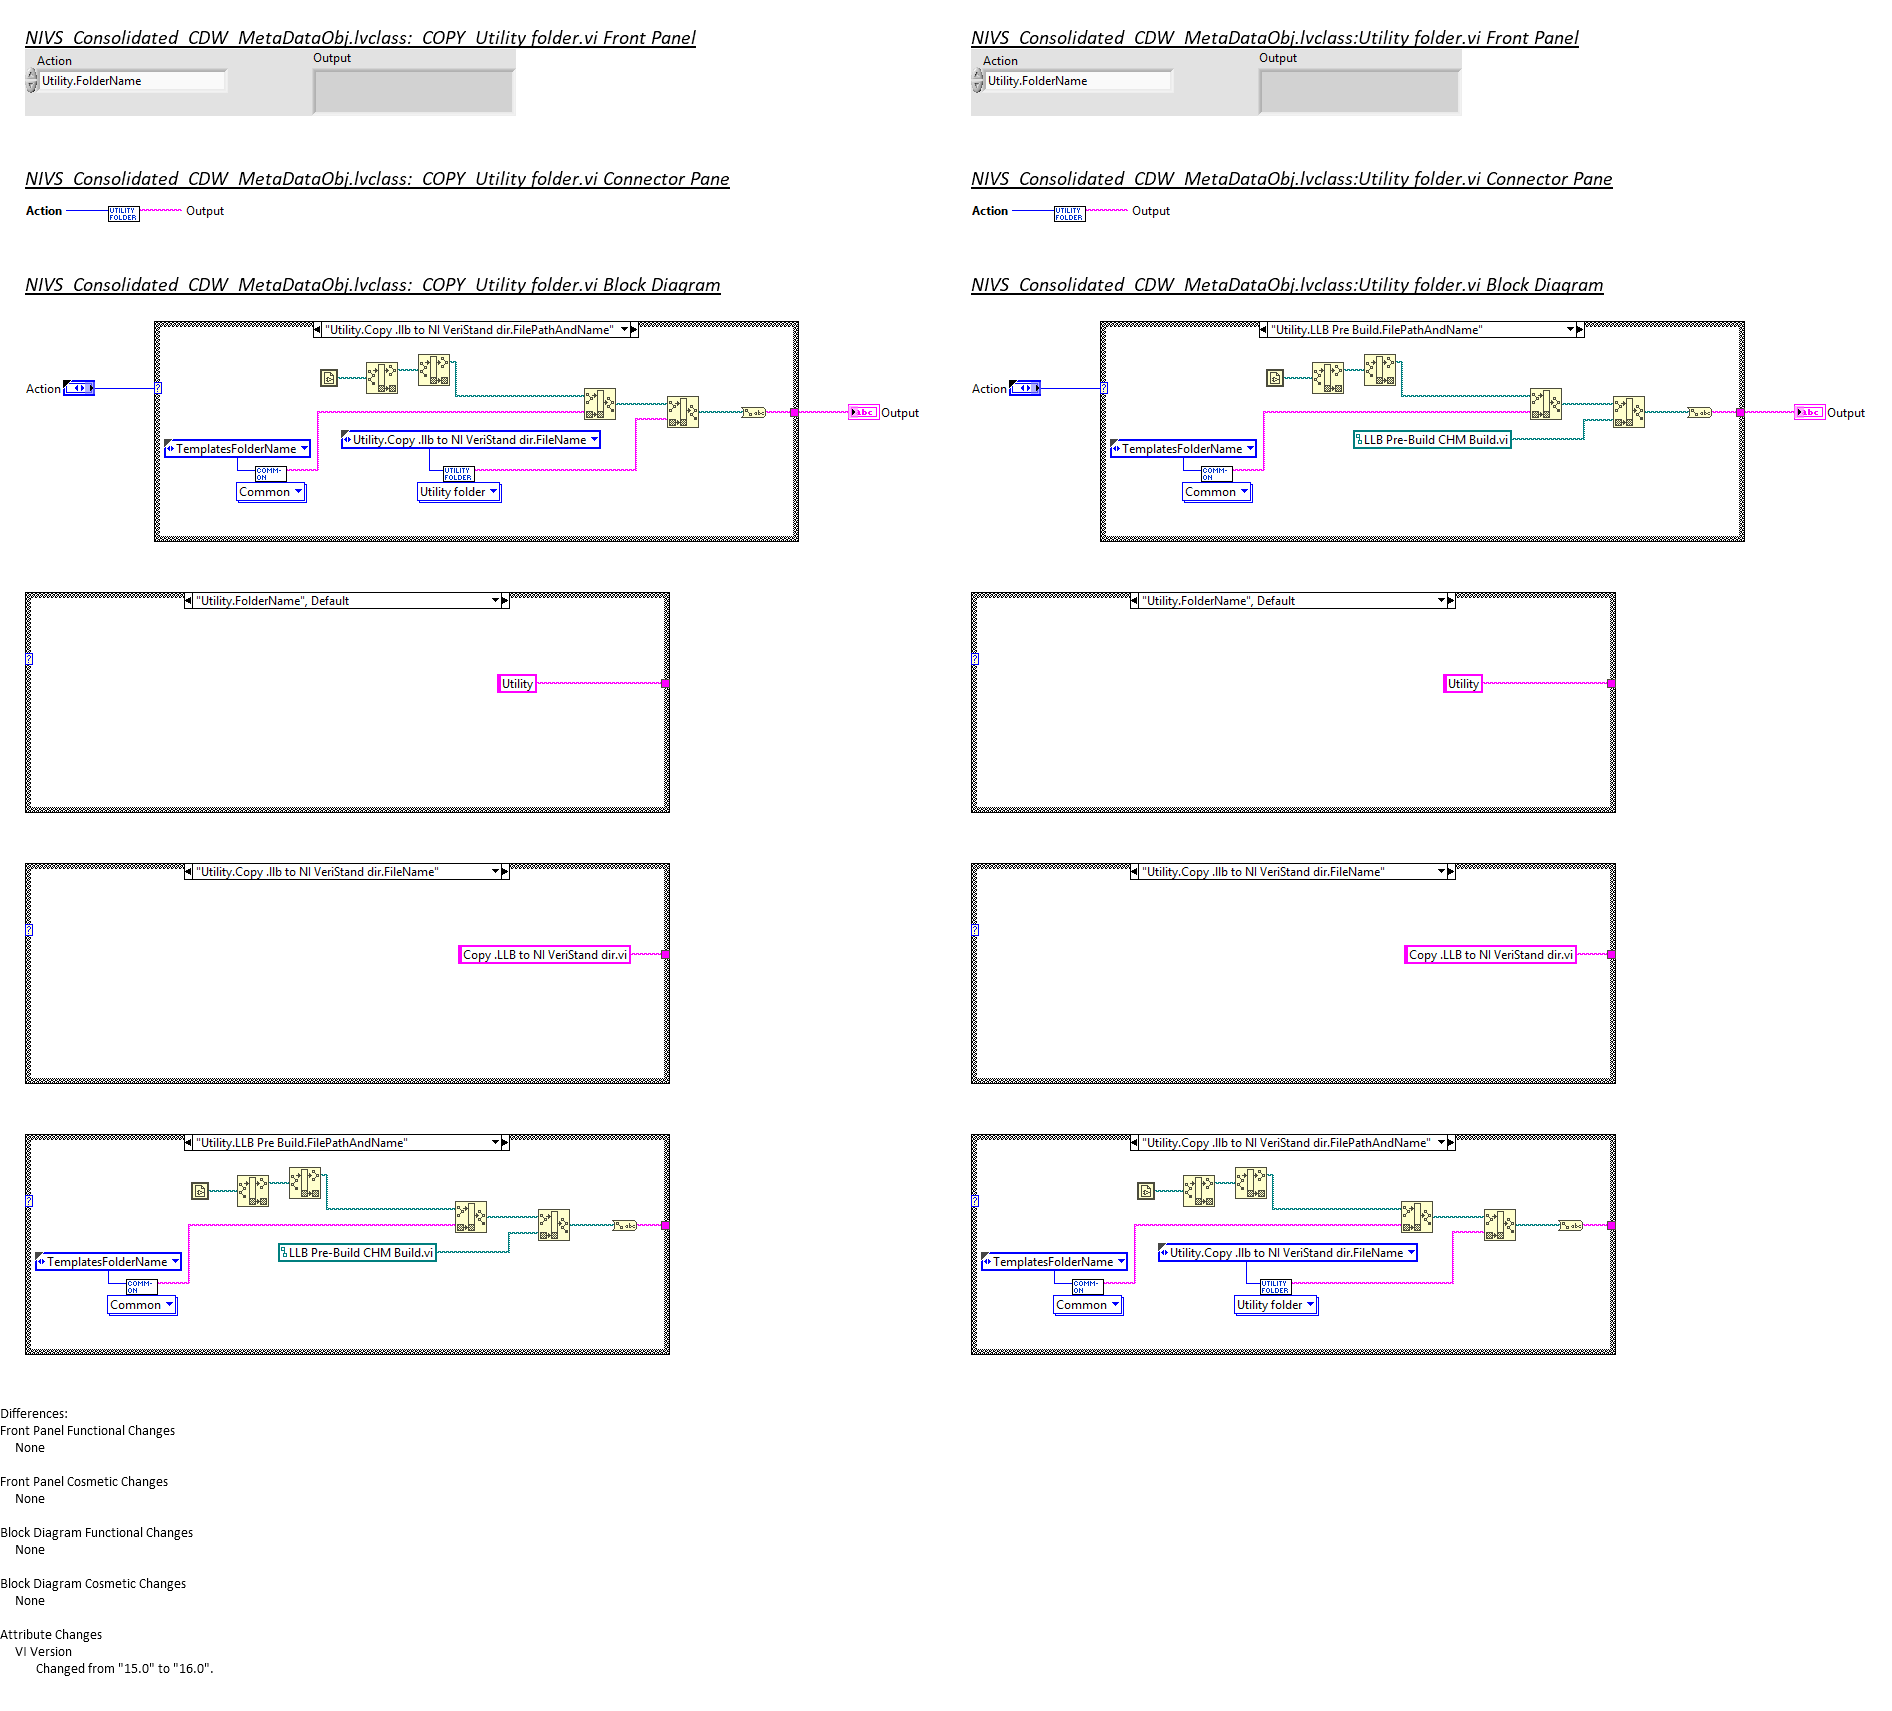 NIVS_Consolidated_CDW_MetaDataObj.lvclass:_COPY_Utility folder.vi Front Panel
Action
Output
Utility.FolderName
NIVS_Consolidated_CDW_MetaDataObj.lvclass:_COPY_Utility folder.vi Connector Pane
Action
UTILITY
FOLDER
Output
NIVS_Consolidated_CDW_MetaDataObj.lvclass:_COPY_Utility folder.vi Block Diagram
"Utility.Copy .llb to NI VeriStand dir.FilePathAndName"
Action
?
abc
abc
Output
TemplatesFolderName
Utility.Copy .llb to NI VeriStand dir.FileName
COMM-
ON
UTILITY
FOLDER
Common
Utility folder
"Utility.FolderName", Default
?
Utility
"Utility.Copy .llb to NI VeriStand dir.FileName"
?
Copy .LLB to NI VeriStand dir.vi
"Utility.LLB Pre Build.FilePathAndName"
?
abc
LLB Pre-Build CHM Build.vi
TemplatesFolderName
COMM-
ON
Common
NIVS_Consolidated_CDW_MetaDataObj.lvclass:Utility folder.vi Front Panel
Action
Output
Utility.FolderName
NIVS_Consolidated_CDW_MetaDataObj.lvclass:Utility folder.vi Connector Pane
Action
UTILITY
FOLDER
Output
NIVS_Consolidated_CDW_MetaDataObj.lvclass:Utility folder.vi Block Diagram
"Utility.LLB Pre Build.FilePathAndName"
Action
?
abc
abc
Output
LLB Pre-Build CHM Build.vi
TemplatesFolderName
COMM-
ON
Common
"Utility.FolderName", Default
?
Utility
"Utility.Copy .llb to NI VeriStand dir.FileName"
?
Copy .LLB to NI VeriStand dir.vi
"Utility.Copy .llb to NI VeriStand dir.FilePathAndName"
?
abc
Utility.Copy .llb to NI VeriStand dir.FileName
TemplatesFolderName
COMM-
ON
UTILITY
FOLDER
Common
Utility folder
Differences:
Front Panel Functional Changes
None
Front Panel Cosmetic Changes
None
Block Diagram Functional Changes
None
Block Diagram Cosmetic Changes
None
Attribute Changes
VI Version
Changed from "15.0" to "16.0".